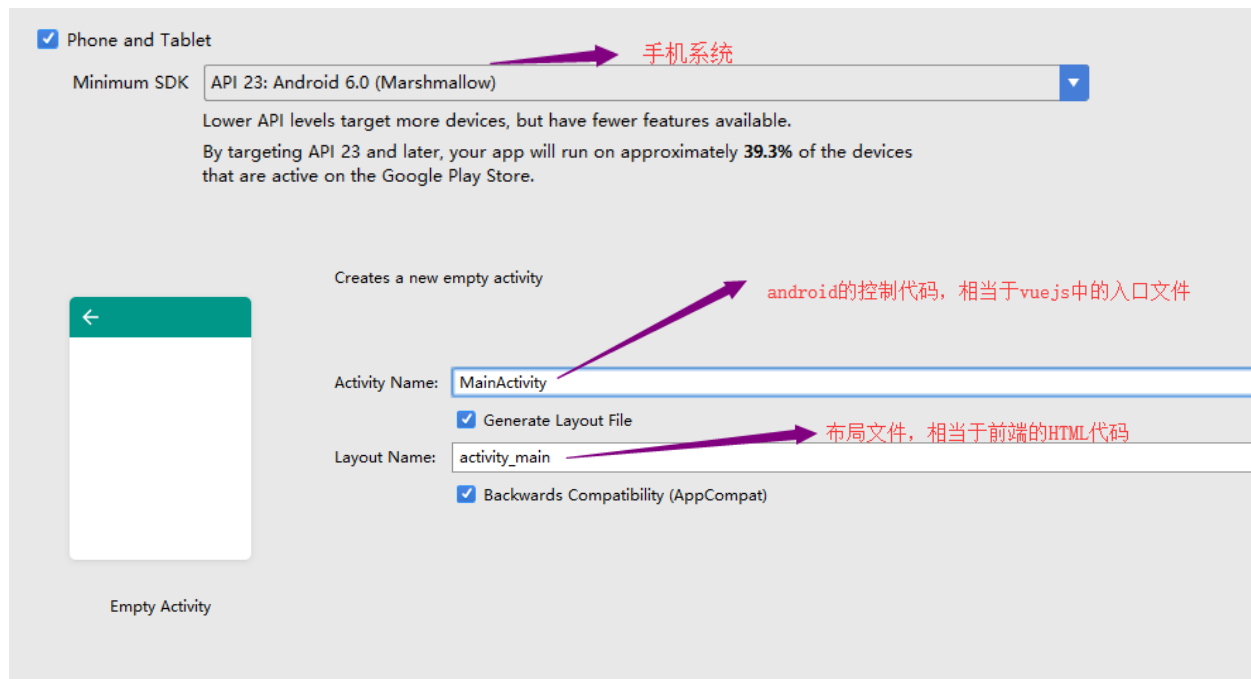 Phone and Tablet
手机系统
Minimum SDK
API 23: Android 6.0 (Marshmallow)
Lower API levels target more devices, but have fewer features available.
By targeting API 23 and later, your app will run on approximately 39.3% of the devices
that are active on the Google Play Store.
Creates a new empty activity
android的控制代码，相当于vuejs中的入口文件
Activity Name:
MainActivity
Generate Layout File
布局文件，相当于前端的HTML代码
Layout Name:
activity_main
Backwards Compatibility (AppCompat)
Empty Activity